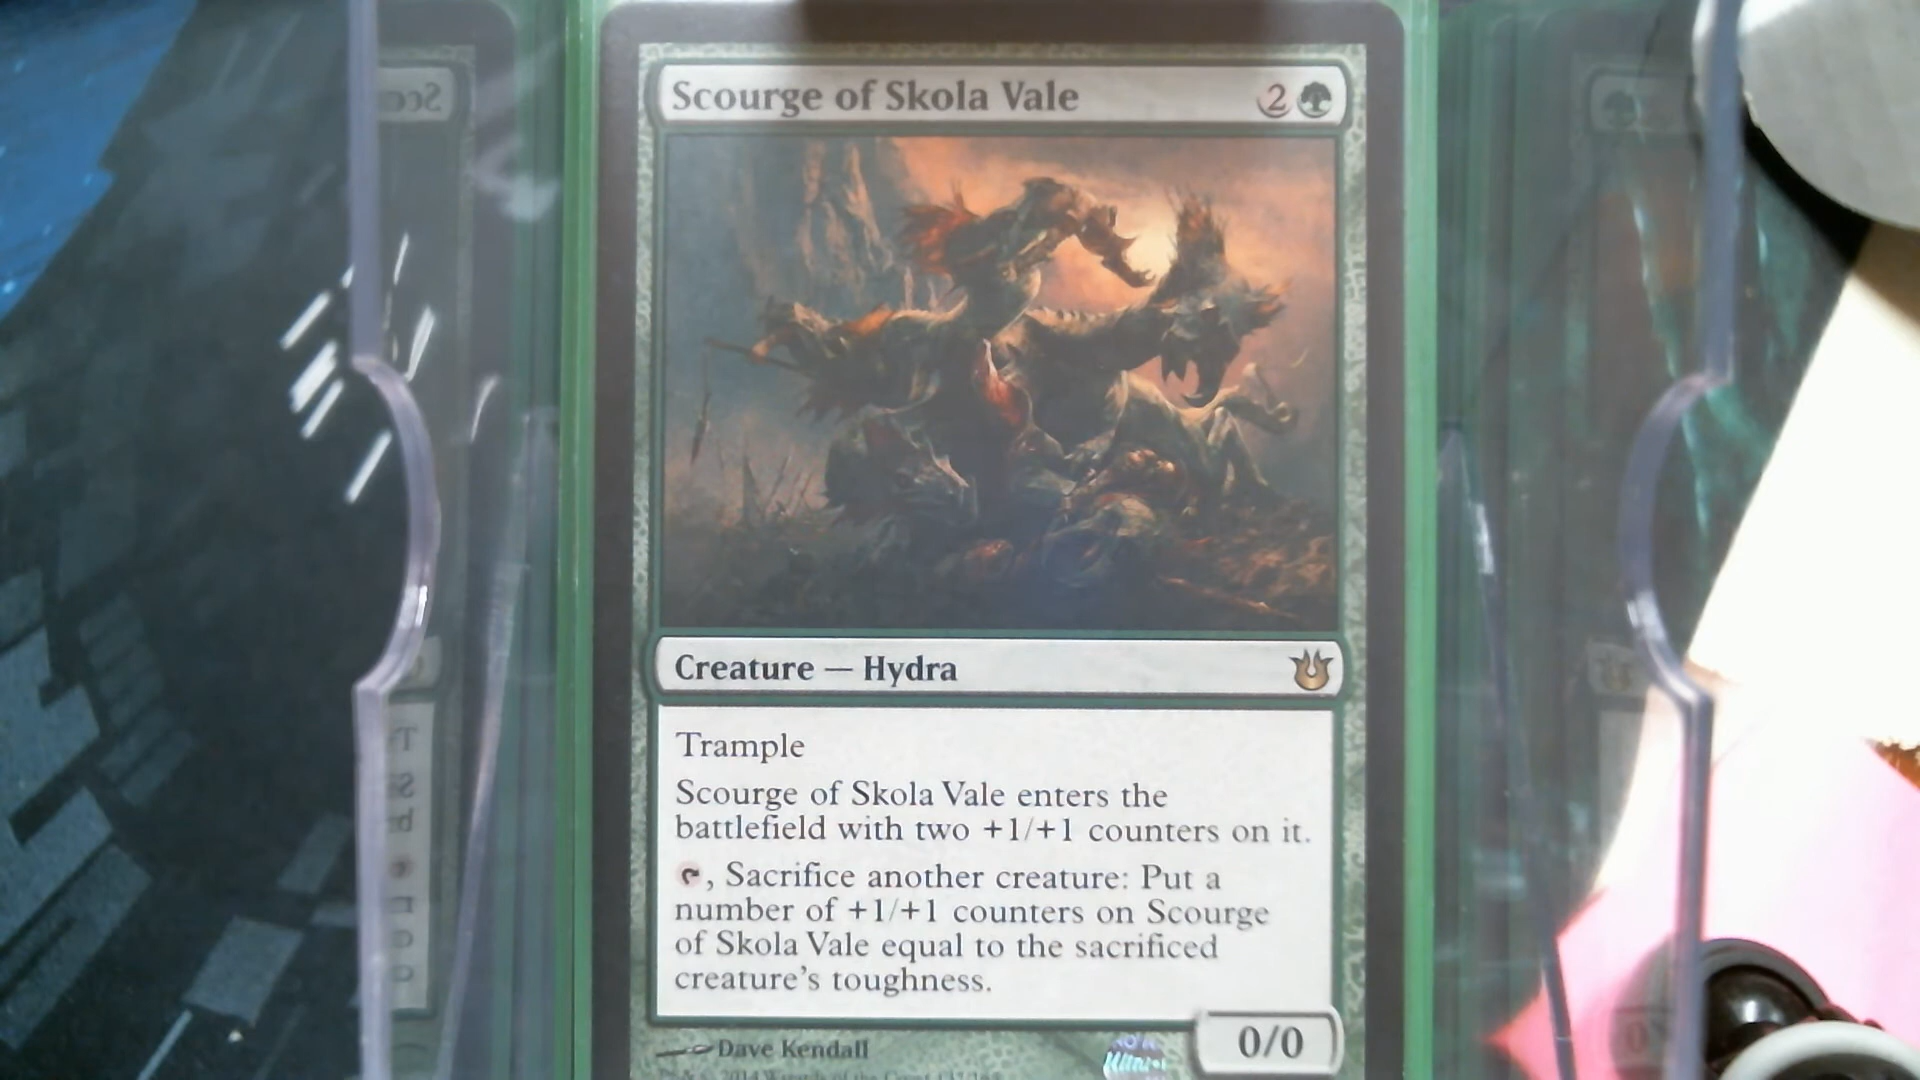 Scourge of Skola Vale 2
Creature — Hydra
Trample
Scourge of Skola Vale enters the
battlefield with two +1/+1 counters on it.
, Sacrifice another creature: Put a
number of +1/+1 counters on Scourge
of Skola Vale equal to the sacrificed
creature's toughness.
0/0
Dave Kendall